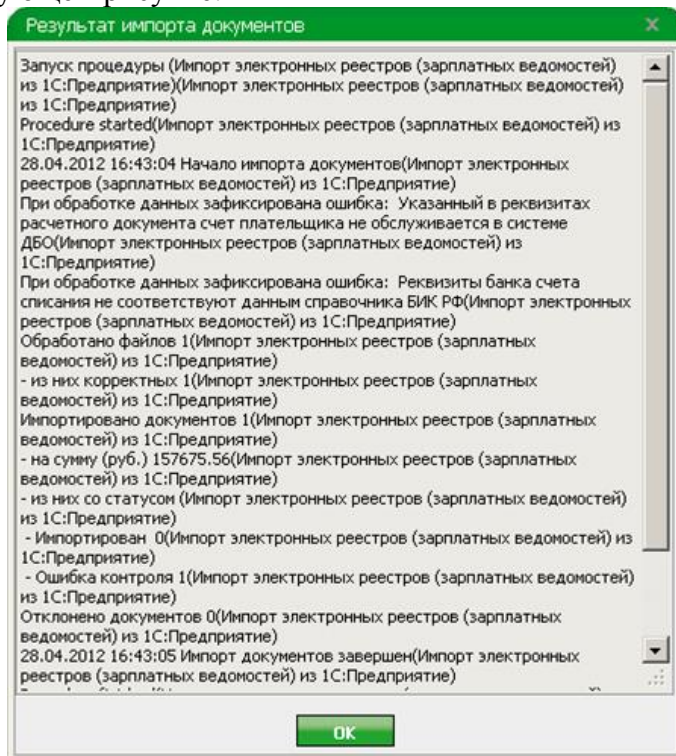 Результат импорта документов
Запуск процедуры (Импорт электронных реестров (зарплатных ведомостей)
из 1С:Предприятие)(Импорт электронных реестров (зарплатных ведомостей)
из 1С:Предприятие)
Procedure started(Импорт электронных реестров (зарплатных ведомостей) из
1С:Предприятие)
28.04.2012 16:43:04 Начало импорта документов(Импорт электронных
реестров (зарплатных ведомостей) из 1С:Предприятие)
При обработке данных зафиксирована ошибка: Указанный в реквизитах
расчетного документа счет плательщика не обслуживается в системе
ДБО(Импорт электронных реестров (зарплатных ведомостей) из
1С:Предприятие)
При обработке данных зафиксирована ошибка: Реквизиты банка счета
списания не соответствуют данным справочника БИК РФ(Импорт электронных
реестров (зарплатных ведомостей) из 1С:Предприятие)
Обработано файлов 1(Импорт электронных реестров (зарплатных
ведомостей) из 1С:Предприятие)
- из них корректных 1(Импорт электронных реестров (зарплатных
ведомостей) из 1С:Предприятие)
Импортировано документов 1(Импорт электронных реестров (зарплатных
ведомостей) из 1С:Предприятие)
- на сумму (руб.) 157675.56(Импорт электронных реестров (зарплатных
ведомостей) из 1С:Предприятие)
- из них со статусом (Импорт электронных реестров (зарплатных ведомостей)
из 1С:Предприятие)
- Импортирован 0(Импорт электронных реестров (зарплатных ведомостей) из
1С:Предприятие)
- Ошибка контроля 1(Импорт электронных реестров (зарплатных ведомостей)
из 1С:Предприятие)
Отклонено документов 0(Импорт электронных реестров (зарплатных
ведомостей) из 1С:Предприятие)
28.04.2012 16:43:05 Импорт документов завершен(Импорт электронных
реестров (зарплатных ведомостей) из 1С:Предприятие)
ОК